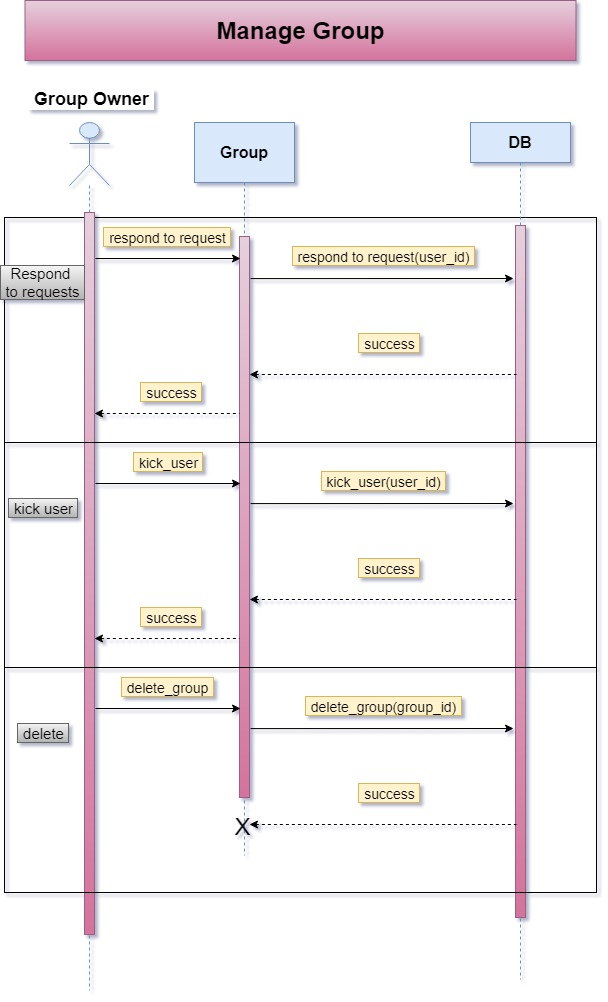 Manage Group
Group Owner
Group
DB
respond to request
respond to request(user_id)
Respond
to requests
success
success
kick_user
kick_user(user_id)
kick user
success
success
delete_group
delete_group(group_id)
delete
success
X